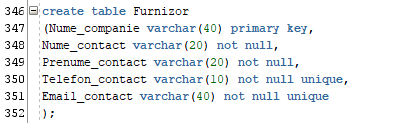 346 create table Furnizor
347 (Nume_companie varchar(40) primary key,
348 Nume_contact varchar(20) not null,
349 Prenume_contact varchar(20) not null,
350 Telefon_contact varchar(10) not null unique,
351 Email_contact varchar(40) not null unique
352 );